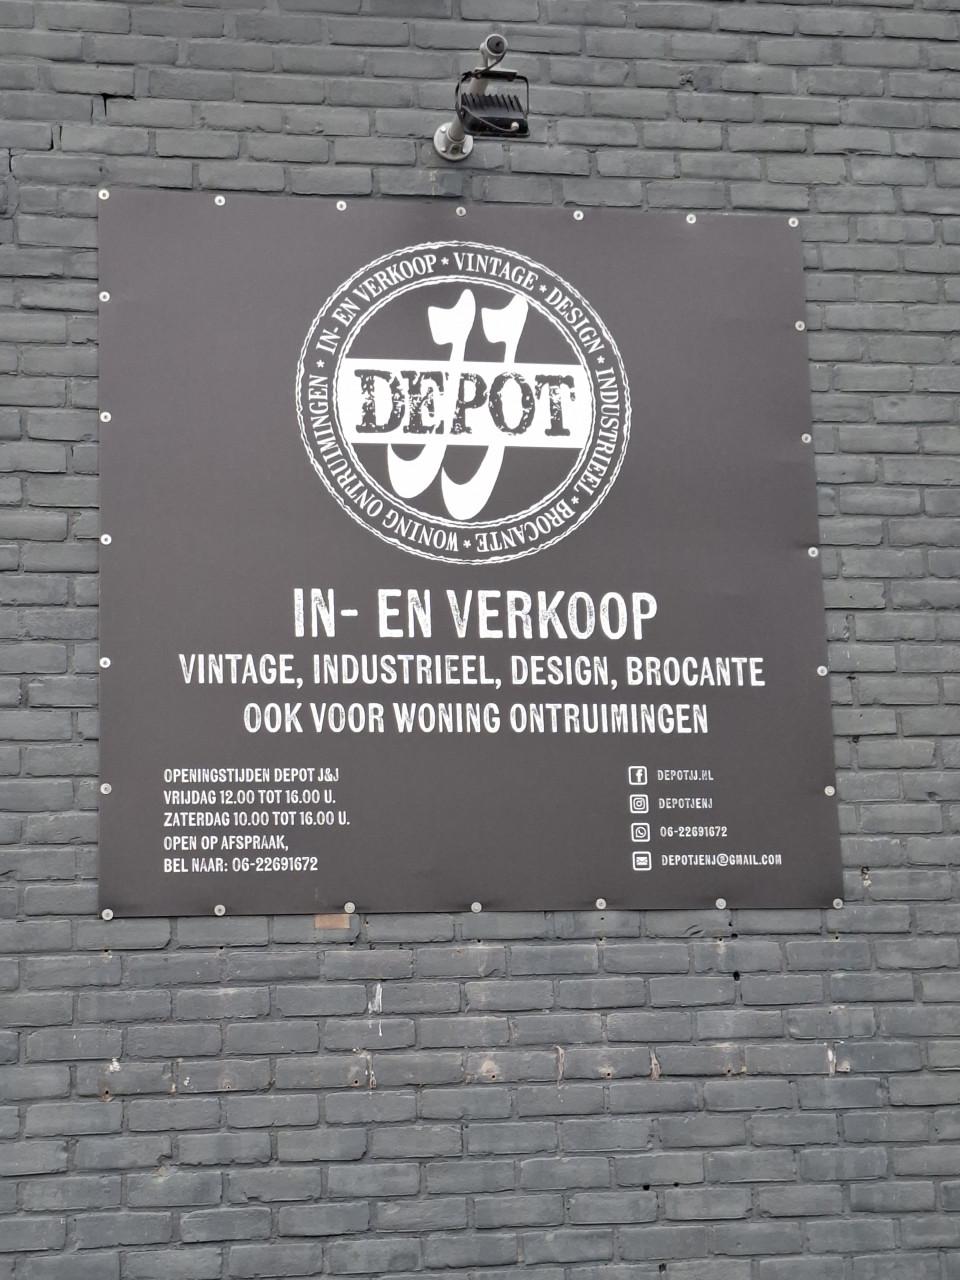 IN- EN VERKOOP * VINTAGE * DESIGN * INDUSTRIEEL * BROCANTE * WONING ONTRUIMINGEN *
JJ
DEPOT
IN- EN VERKOOP
VINTAGE, INDUSTRIEEL, DESIGN, BROCANTE
OOK VOOR WONING ONTRUIMINGEN
OPENINGSTIJDEN DEPOT J&J
VRIJDAG 12.00 TOT 16.00 U.
ZATERDAG 10.00 TOT 16.00 U.
OPEN OP AFSPRAAK,
BEL NAAR: 06-22691672
DEPOTJJ.NL
DEPOTJENJ
06-22691672
DEPOTJENJ@GMAIL.COM